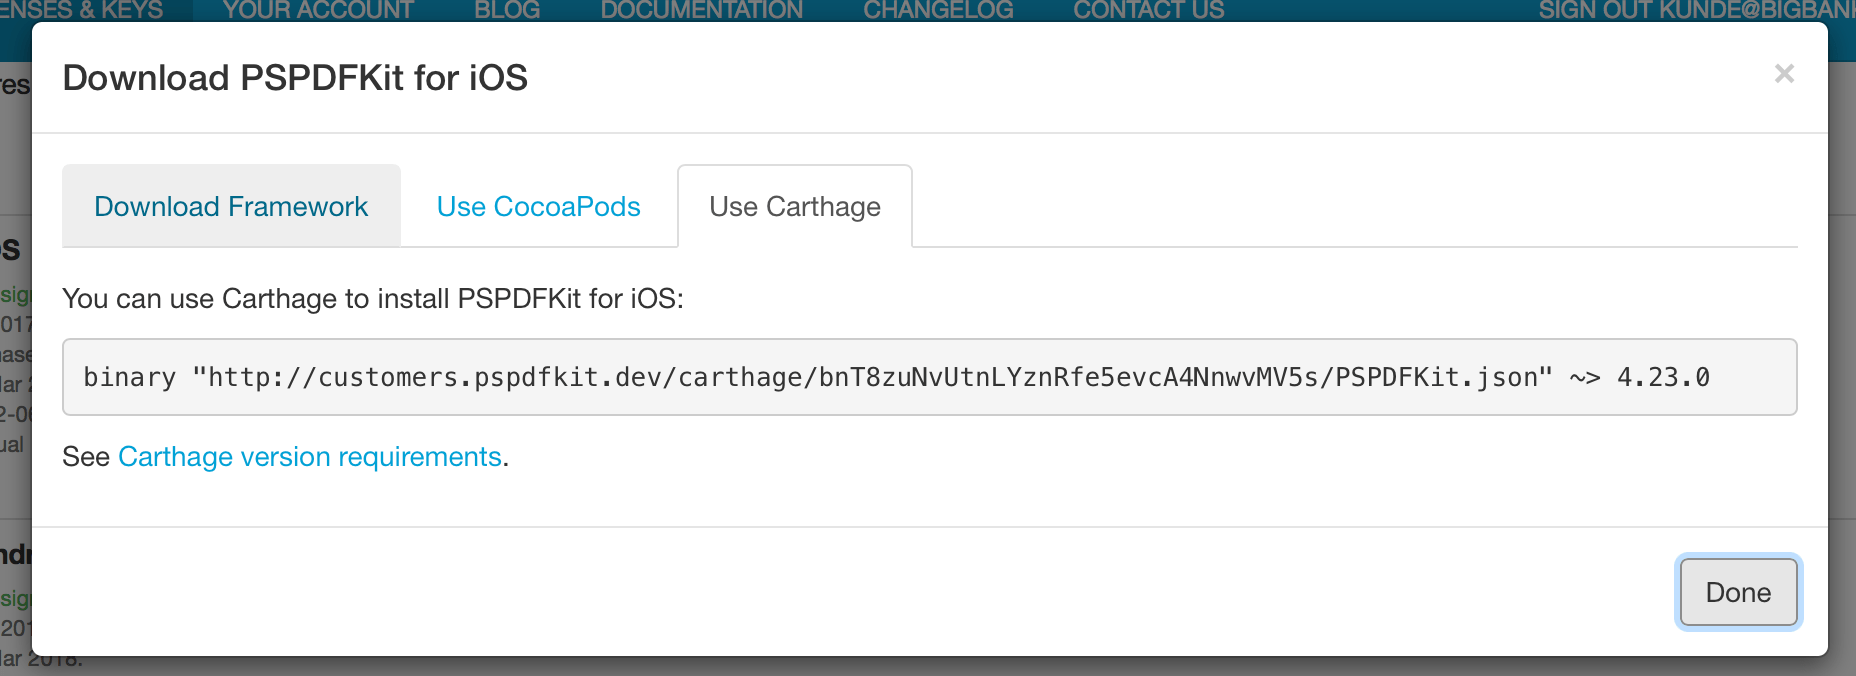 ENSES & KEYS YOUR ACCOUNT BLOG DOCUMENTATION CHANGELOG CONTACT US SIGN OUT KUNDE@BIGBANK
Download PSPDFKit for iOS ×
Download Framework Use CocoaPods Use Carthage
You can use Carthage to install PSPDFKit for iOS:
binary "http://customers.pspdfkit.dev/carthage/bnT8zuNvUtnLYznRfe5evcA4NnwvMV5s/PSPDFKit.json" ~> 4.23.0
See Carthage version requirements.
Done